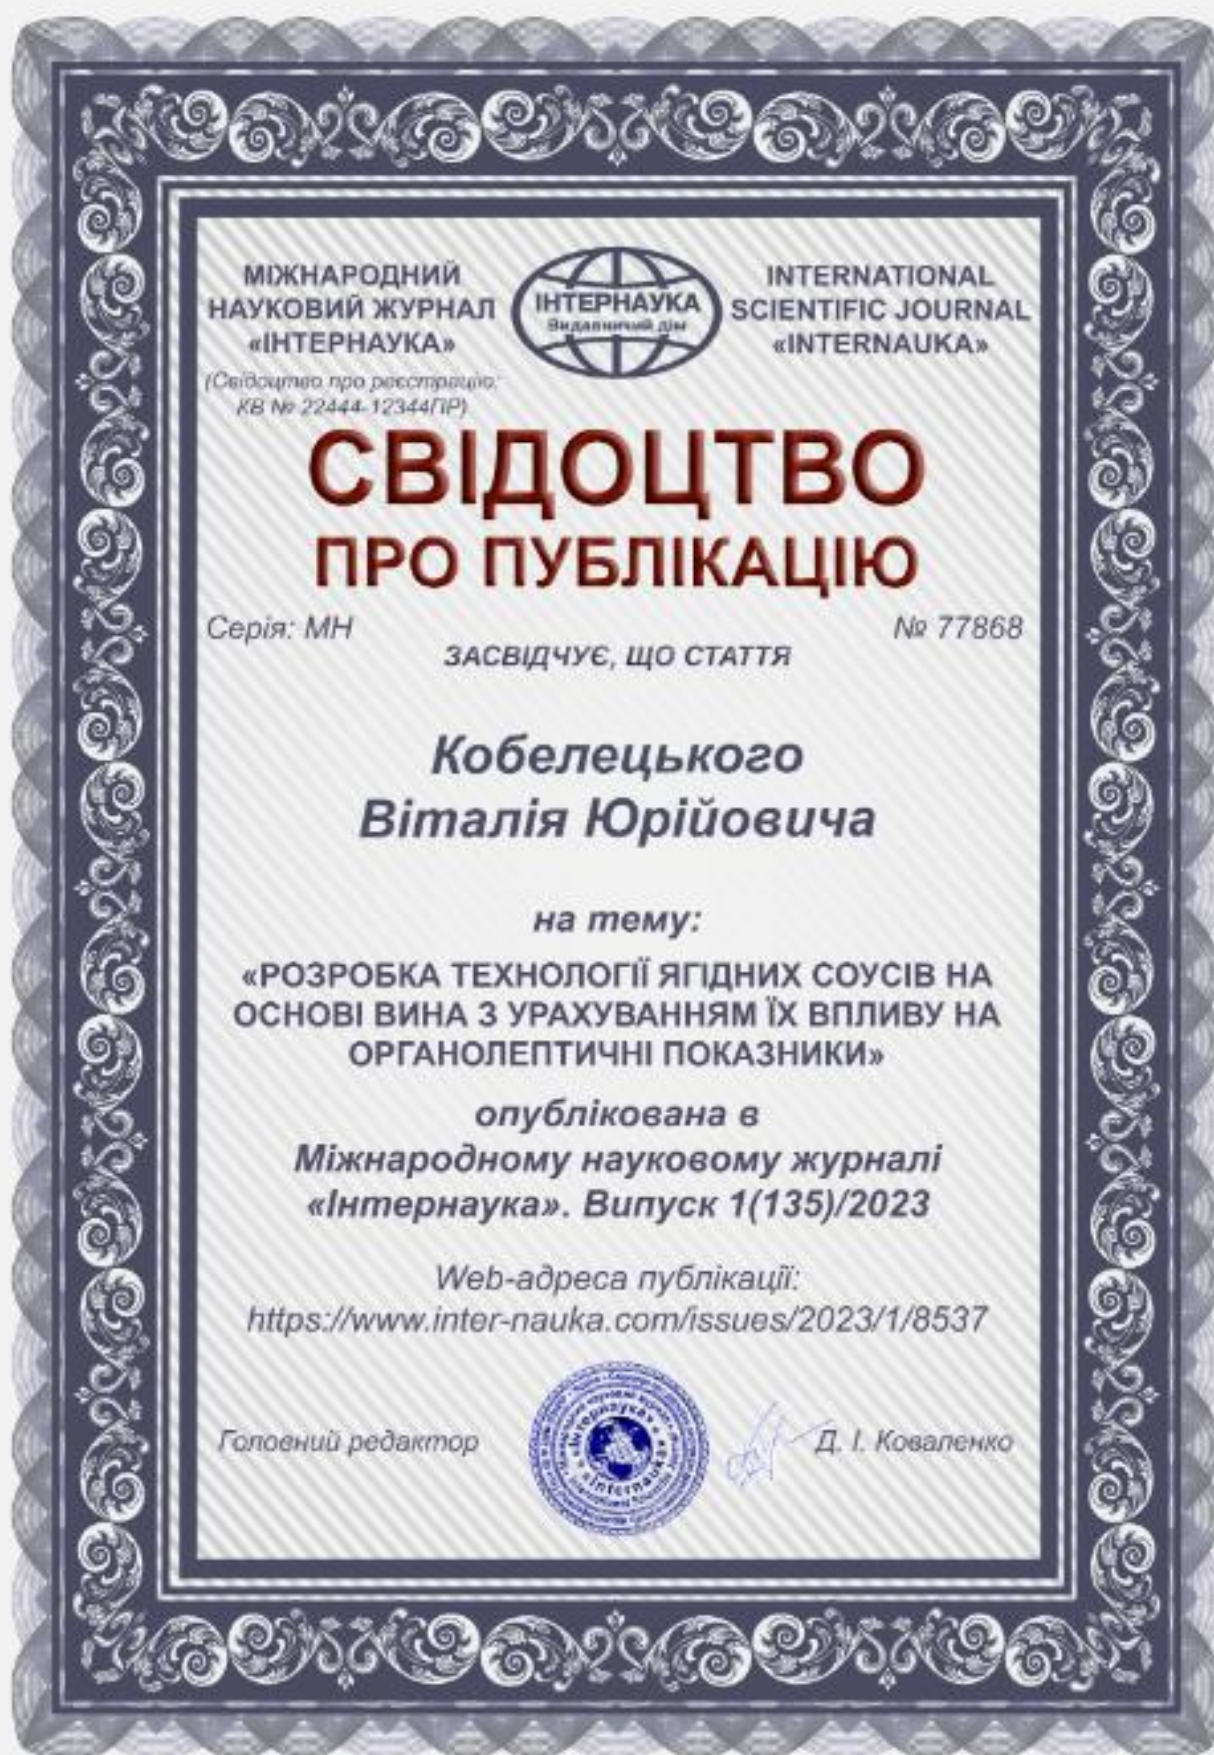 МІЖНАРОДНИЙ
НАУКОВИЙ ЖУРНАЛ
«ІНТЕРНАУКА»
(Свідоцтво про реєстрацію:
КВ № 22444-12344ПР)
ІНТЕРНАУКА
Видавничий дім
INTERNATIONAL
SCIENTIFIC JOURNAL
«INTERNAUKA»
СВІДОЦТВО
ПРО ПУБЛІКАЦІЮ
Серія: МН
№ 77868
ЗАСВІДЧУЄ, ЩО СТАТТЯ
Кобелецького
Віталія Юрійовича
на тему:
«РОЗРОБКА ТЕХНОЛОГІЇ ЯГІДНИХ СОУСІВ НА
ОСНОВІ ВИНА З УРАХУВАННЯМ ЇХ ВПЛИВУ НА
ОРГАНОЛЕПТИЧНІ ПОКАЗНИКИ»
опублікована в
Міжнародному науковому журналі
«Інтернаука». Випуск 1(135)/2023
Web-адреса публікації:
https://www.inter-nauka.com/issues/2023/1/8537
Головний редактор
«Інтернаука»
«Internauka»
Д. І. Коваленко